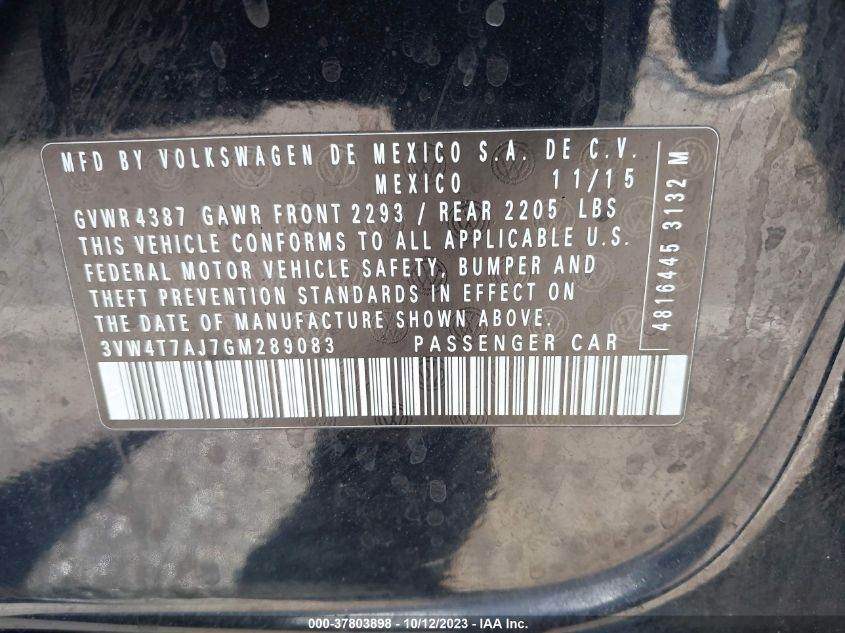 MFD BY VOLKSWAGEN DE MEXICO S.A. DE C.V.
MEXICO 11/15
GVWR 4387 GAWR FRONT 2293 / REAR 2205 LBS
THIS VEHICLE CONFORMS TO ALL APPLICABLE U.S.
FEDERAL MOTOR VEHICLE SAFETY, BUMPER AND
THEFT PREVENTION STANDARDS IN EFFECT ON
THE DATE OF MANUFACTURE SHOWN ABOVE.
3VW4T7AJ7GM289083 PASSENGER CAR
4816445 3132 M
000-37803898 - 10/12/2023 - IAA Inc.